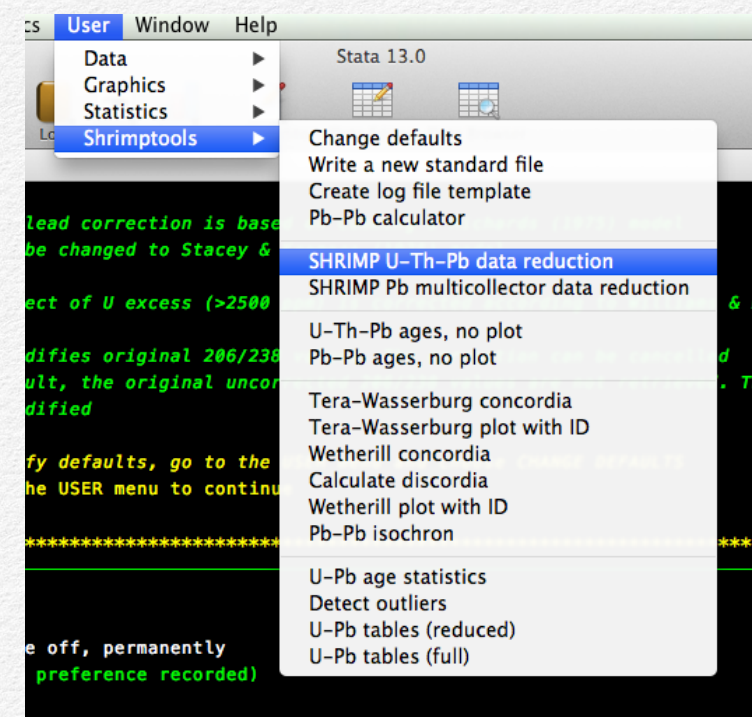 cs User Window Help
Stata 13.0
Data
Graphics
Statistics
Shrimptools
Lo
Change defaults
Write a new standard file
Create log file template
Pb-Pb calculator
SHRIMP U-Th-Pb data reduction
SHRIMP Pb multicollector data reduction
U-Th-Pb ages, no plot
Pb-Pb ages, no plot
Tera-Wasserburg concordia
Tera-Wasserburg plot with ID
Wetherill concordia
Calculate discordia
Wetherill plot with ID
Pb-Pb isochron
U-Pb age statistics
Detect outliers
U-Pb tables (reduced)
U-Pb tables (full)
lead correction is base
be changed to Stacey &
ect of U excess (>2500 &
difies original 206/238
ult, the original uncor . T
dified
fy defaults, go to the
he USER menu to continu
e off, permanently
preference recorded)